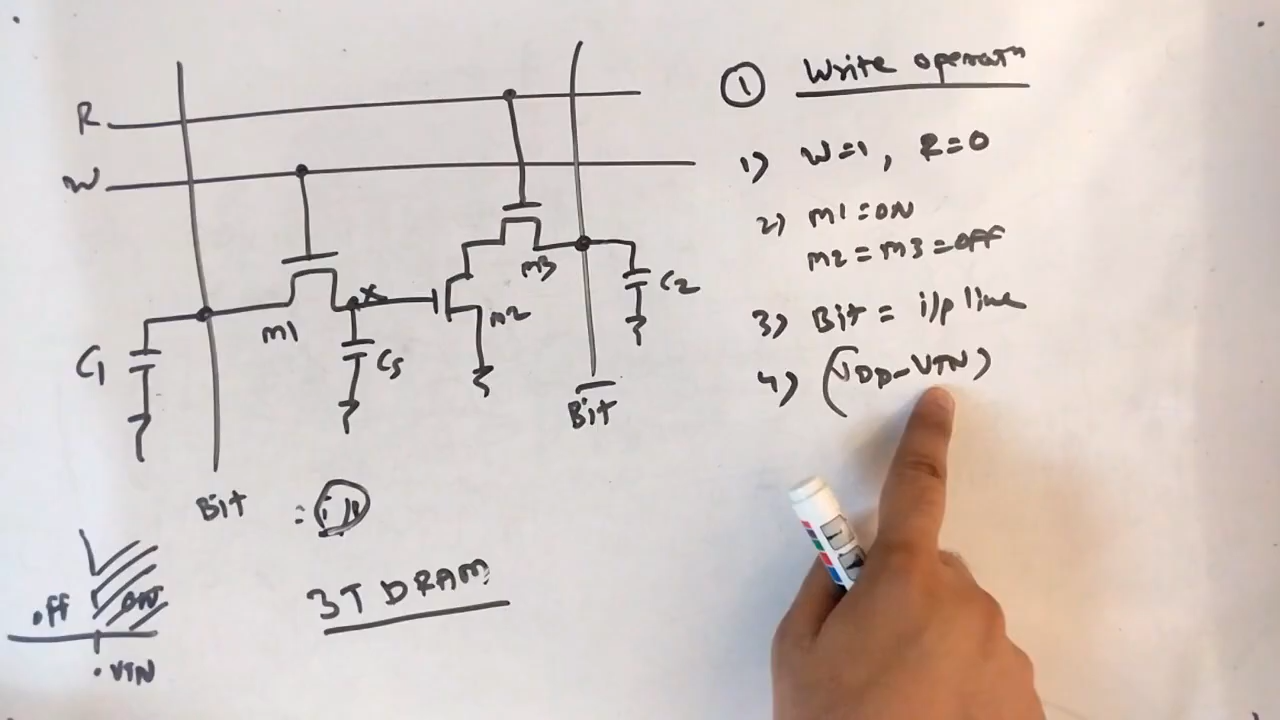 R
W
M1
X
M2
M3
C1
Cs
C2
Bit
Bit
= i/p
3T DRAM
off
ON
VTN
① Write operatn
1) W=1, R=0
2) M1=ON
M2=M3=OFF
3) Bit = i/p line
4) (VDD-VTN)